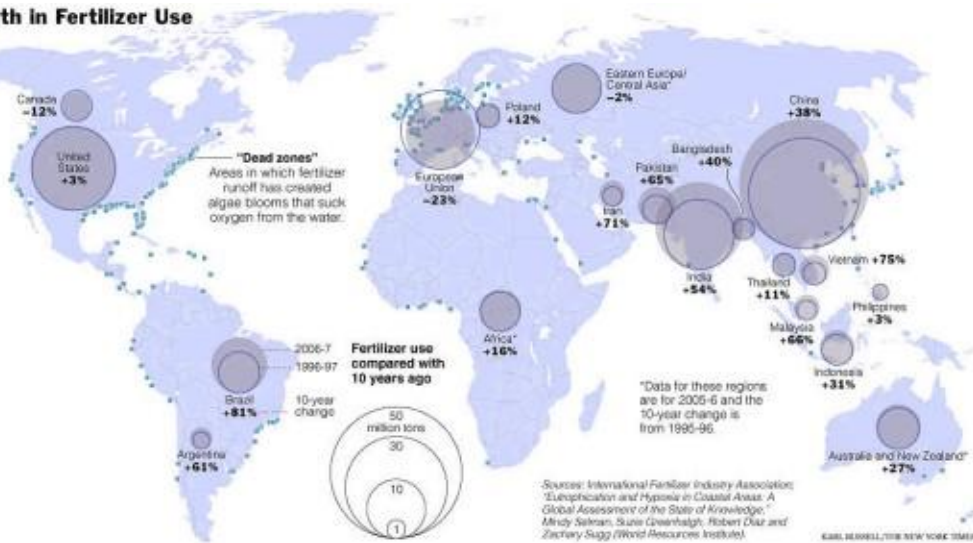 th in Fertilizer Use
Canada
–12%
United
States
+3%
"Dead zones"
Areas in which fertilizer
runoff has created
algae blooms that suck
oxygen from the water.
European
Union
–23%
Poland
+12%
Eastern Europe/
Central Asia*
–2%
China
+38%
Bangladesh
+40%
Pakistan
+65%
Iran
+71%
India
+54%
Thailand
+11%
Vietnam +75%
Philippines
+3%
Malaysia
+66%
Indonesia
+31%
Africa*
+16%
2006-7
1996-97
Brazil
+81%
10-year
change
Argentina
+61%
Fertilizer use
compared with
10 years ago
50
million tons
30
10
1
*Data for these regions
are for 2005-6 and the
10-year change is
from 1995-96.
Australia and New Zealand*
+27%
Sources: International Fertilizer Industry Association;
"Eutrophication and Hypoxia in Coastal Areas: A
Global Assessment of the State of Knowledge,"
Mindy Selman, Suzie Greenhalgh, Robert Diaz and
Zachary Sugg (World Resources Institute).
KARL RUSSELL/THE NEW YORK TIMES